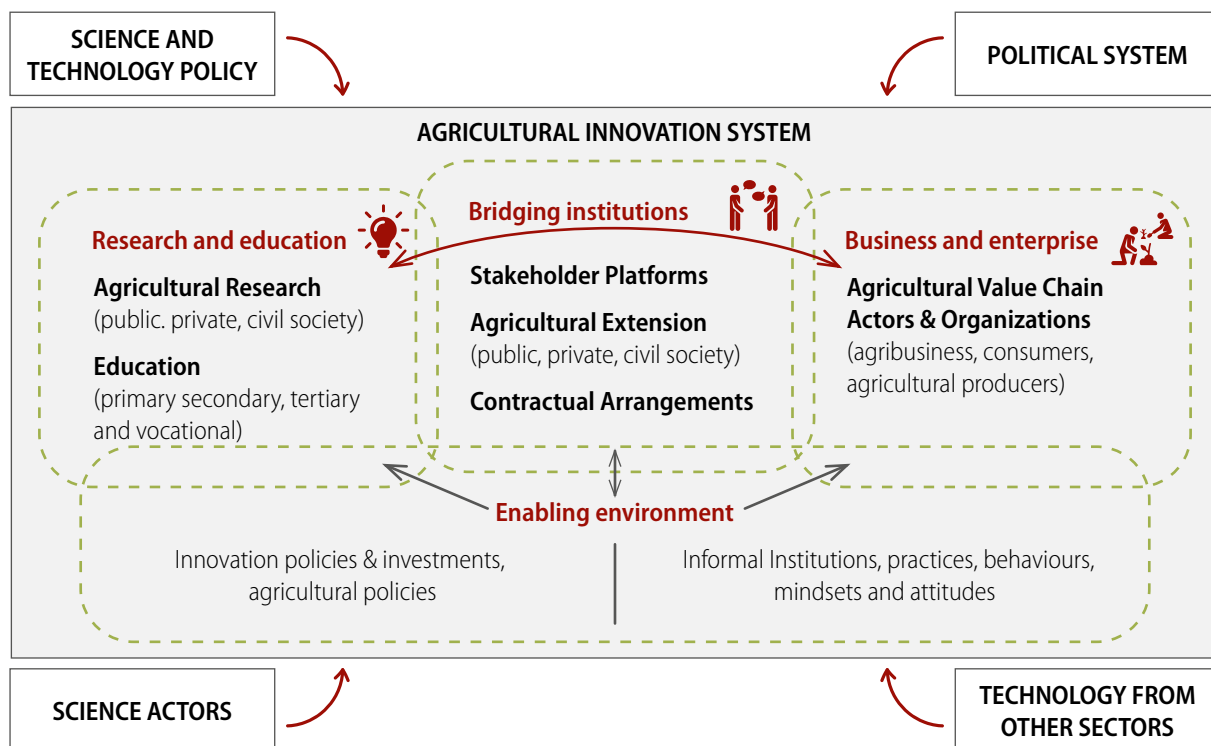 SCIENCE AND
TECHNOLOGY POLICY
POLITICAL SYSTEM
AGRICULTURAL INNOVATION SYSTEM
Research and education
Agricultural Research
(public. private, civil society)
Education
(primary secondary, tertiary
and vocational)
Bridging institutions
Stakeholder Platforms
Agricultural Extension
(public, private, civil society)
Contractual Arrangements
Business and enterprise
Agricultural Value Chain
Actors & Organizations
(agribusiness, consumers,
agricultural producers)
Enabling environment
Innovation policies & investments,
agricultural policies
Informal Institutions, practices, behaviours,
mindsets and attitudes
SCIENCE ACTORS
TECHNOLOGY FROM
OTHER SECTORS